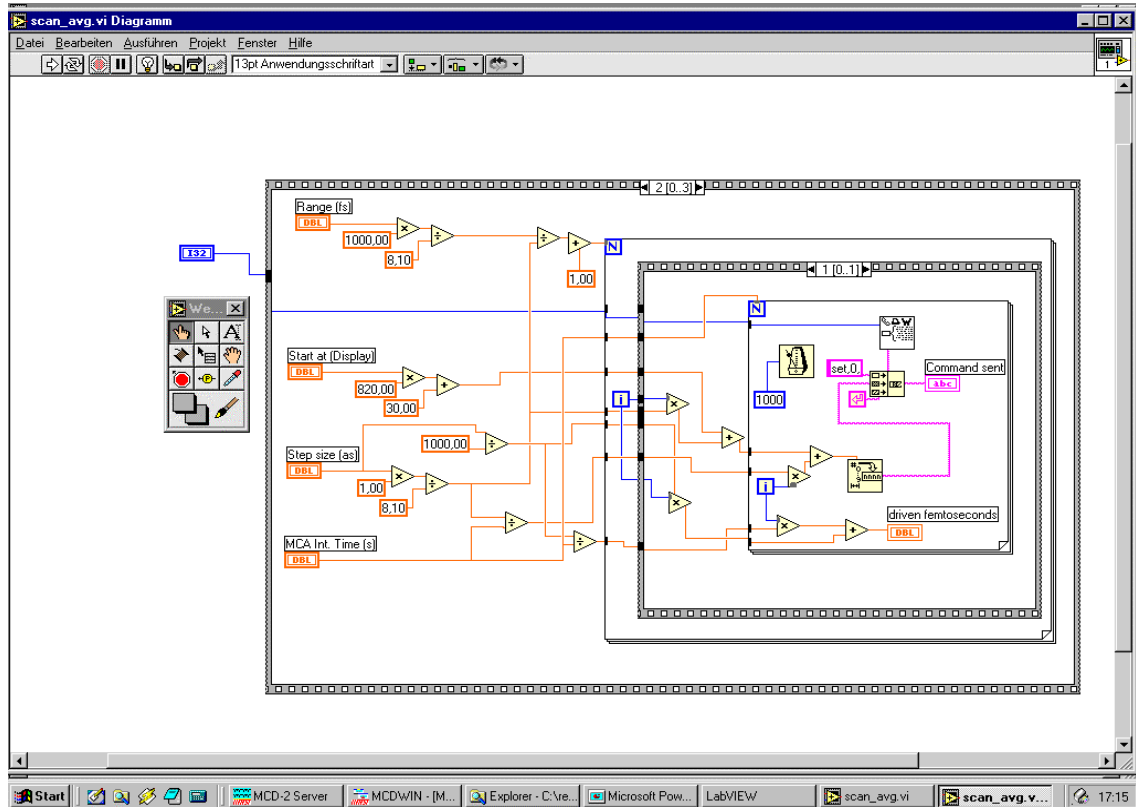 scan_avg.vi Diagramm
Datei Bearbeiten Ausführen Projekt Fenster Hilfe
13pt Anwendungsschriftart
1
2 [0..3]
Range (fs)
DBL
1000,00
8,10
1,00
N
I32
1 [0..1]
N
We...
Start at (Display)
DBL
820,00
30,00
set,0,
Command sent
abc
1000
i
1000,00
Step size (as)
DBL
1,00
8,10
i
driven femtoseconds
DBL
MCA Int. Time (s)
DBL
Start
MCD-2 Server
MCDWIN - [M...
Explorer - C:\re...
Microsoft Pow...
LabVIEW
scan_avg.vi
scan_avg.v...
17:15